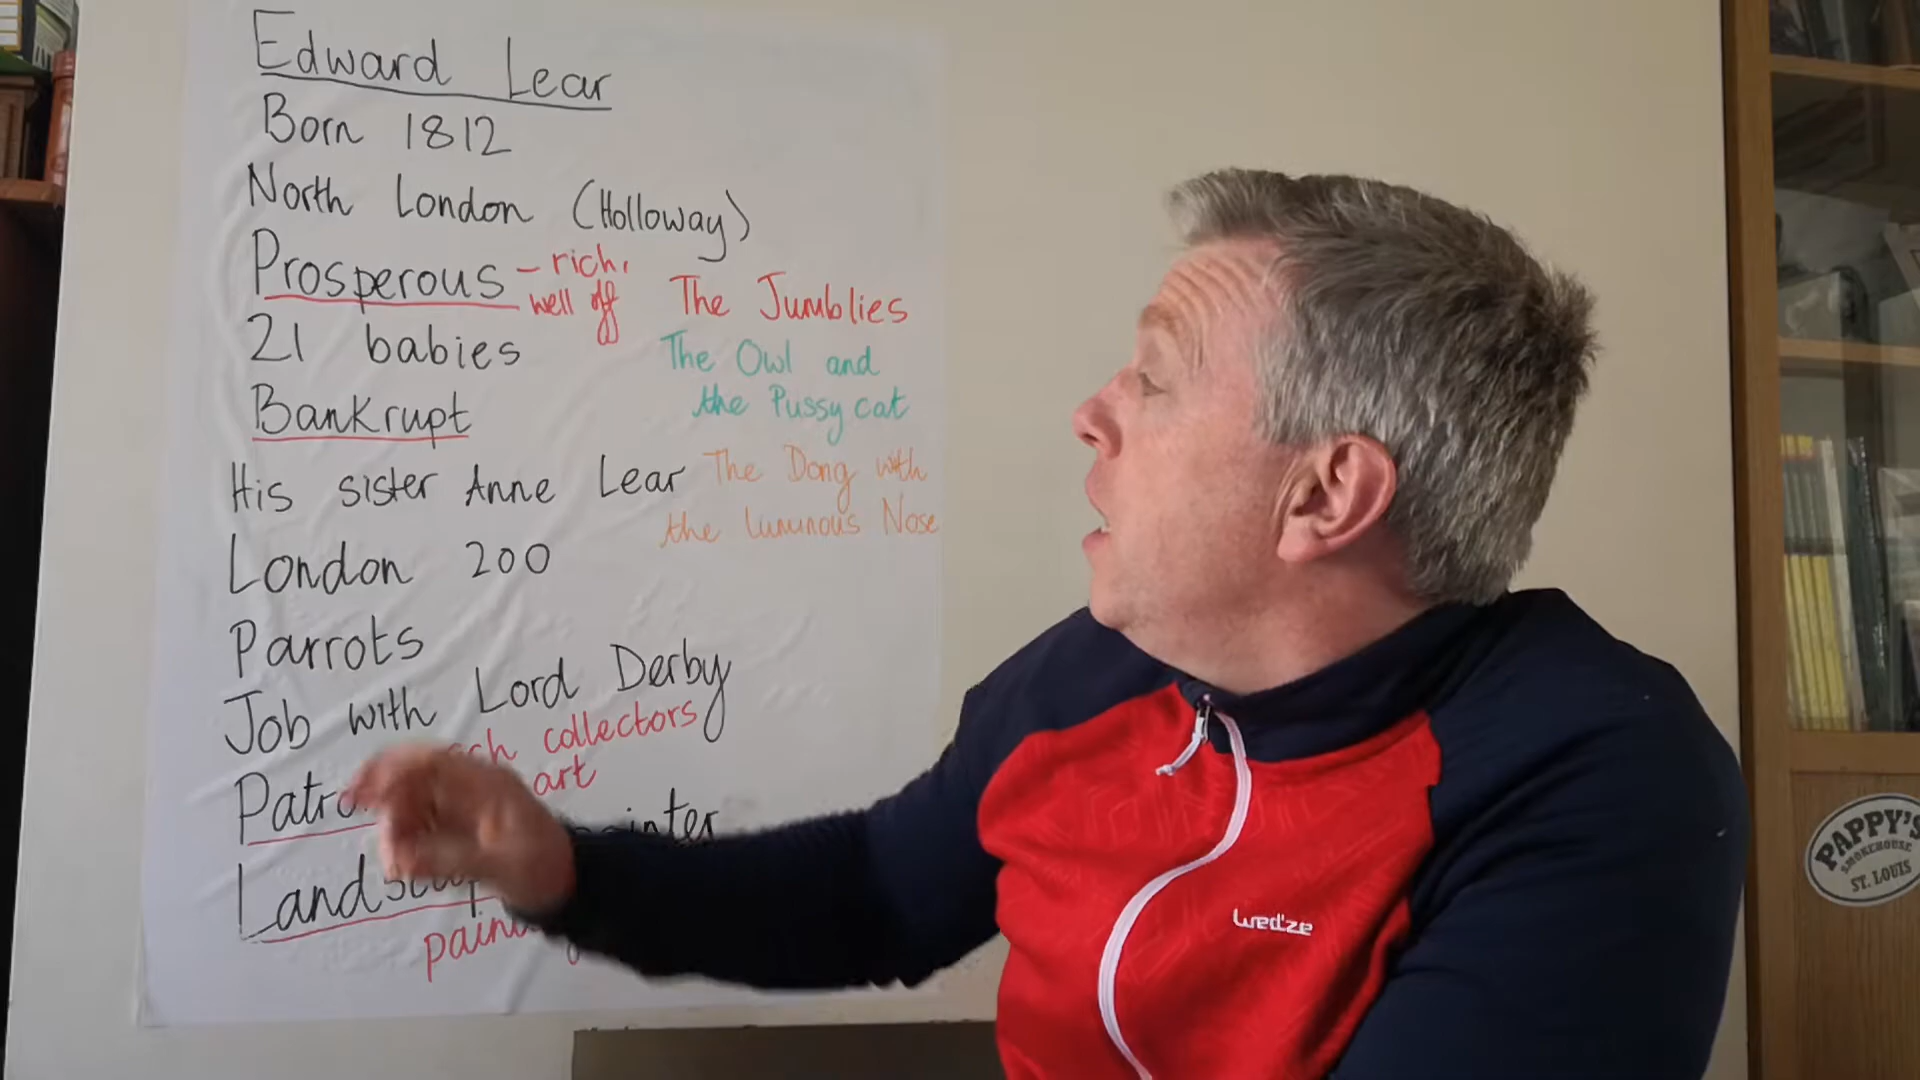 Edward Lear
Born 1812
North London (Holloway)
Prosperous - rich,
well off
21 babies
Bankrupt
His sister Anne Lear
London 200
Parrots
Job with Lord Derby
collectors
art
The Jumblies
The Owl and
the Pussy cat
The Dong with
the Luminous Nose
wed'ze
PAPPY'S
SMOKEHOUSE
ST. LOUIS